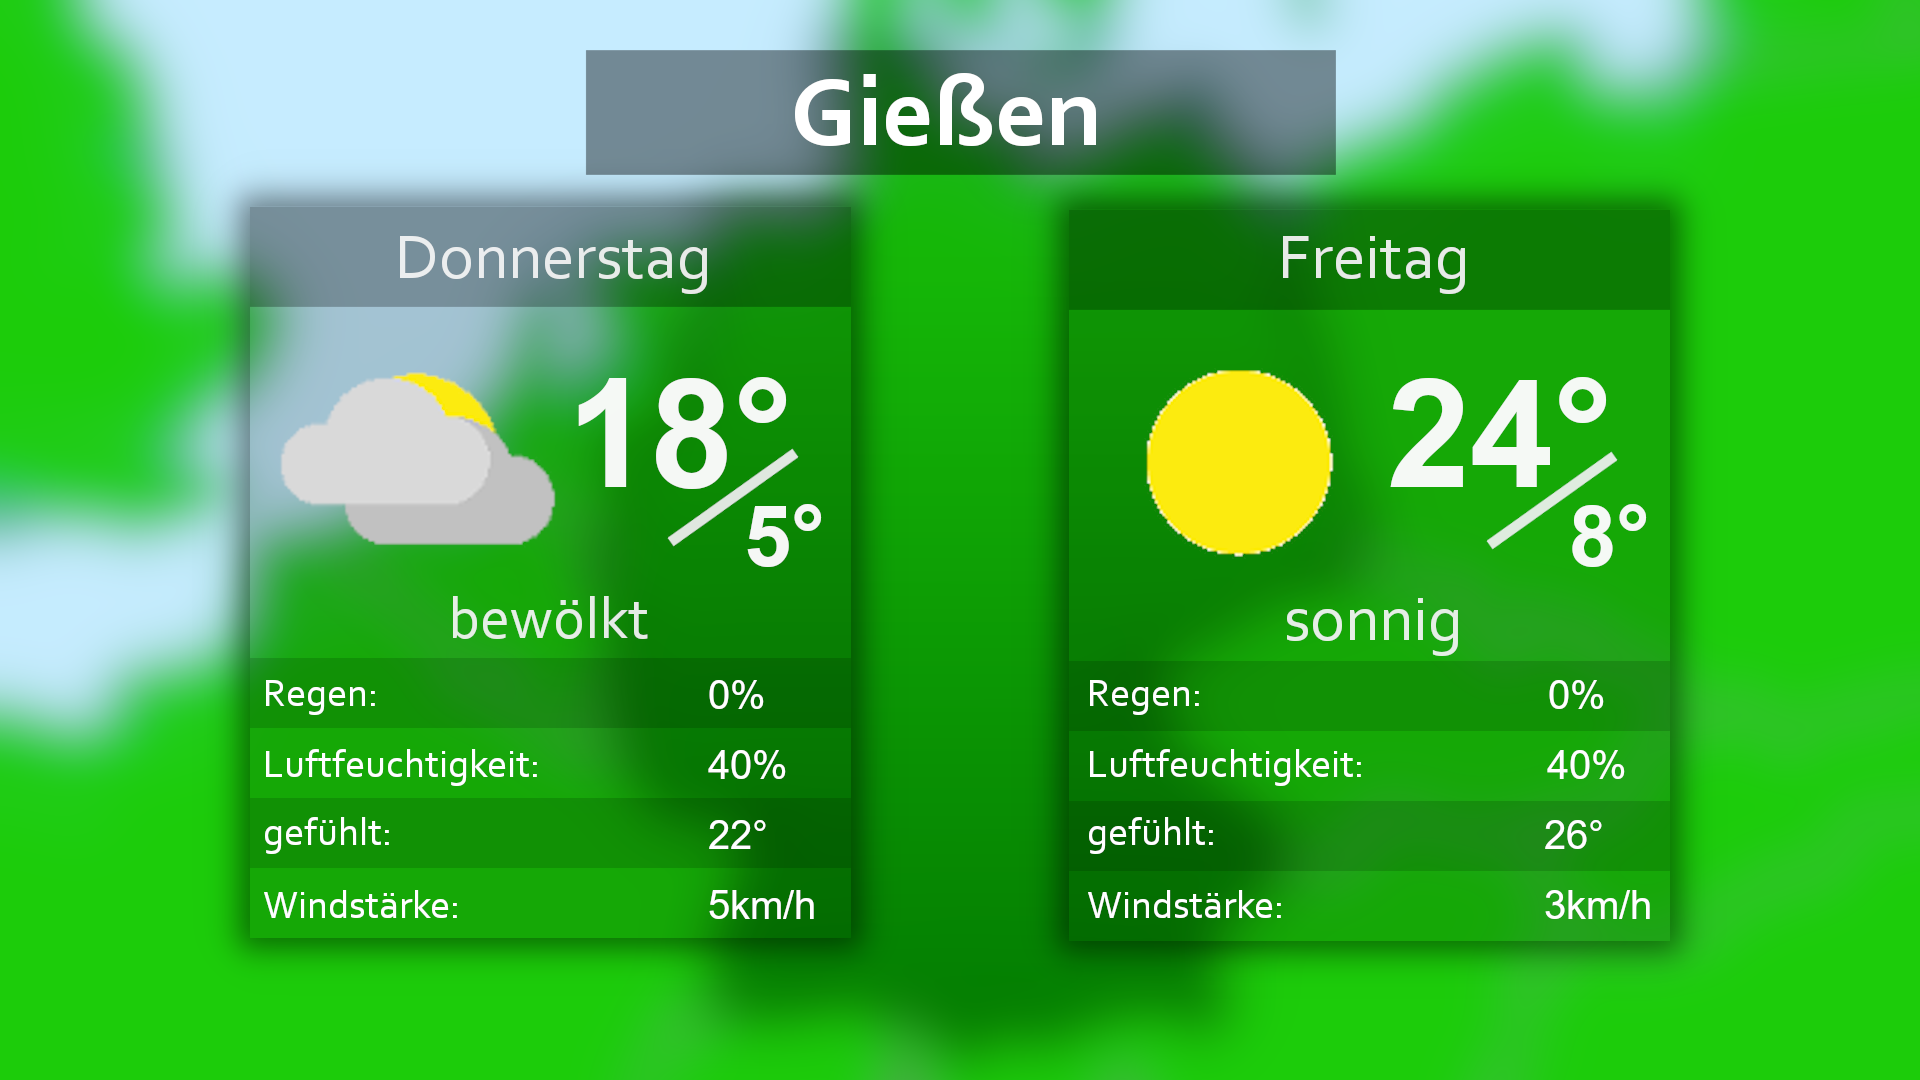 Gießen
Donnerstag
18°
5°
bewölkt
Regen: 0%
Luftfeuchtigkeit: 40%
gefühlt: 22°
Windstärke: 5km/h
Freitag
24°
8°
sonnig
Regen: 0%
Luftfeuchtigkeit: 40%
gefühlt: 26°
Windstärke: 3km/h